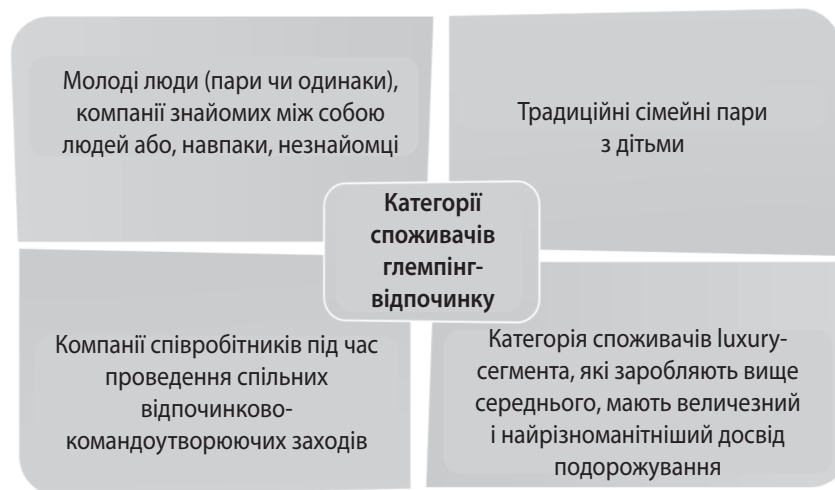 Молоді люди (пари чи одинаки),
компанії знайомих між собою
людей або, навпаки, незнайомці
Традиційні сімейні пари
з дітьми
Категорії
споживачів
глемпінг-
відпочинку
Компанії співробітників під час
проведення спільних
відпочинково-
командоутворюючих заходів
Категорія споживачів luxury-
сегмента, які заробляють вище
середнього, мають величезний
і найрізноманітніший досвід
подорожування